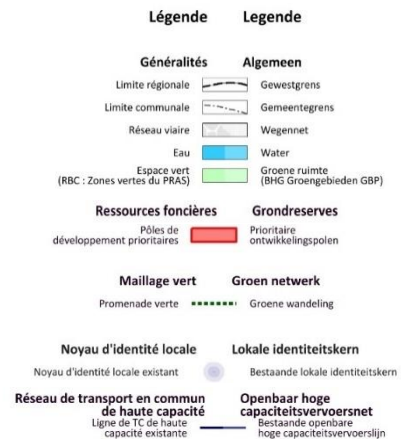 Légende Legende
Généralités Algemeen
Limite régionale Gewestgrens
Limite communale Gemeentegrens
Réseau viaire Wegennet
Eau Water
Espace vert Groene ruimte
(RBC : Zones vertes du PRAS) (BHG Groengebieden GBP)
Ressources foncières Grondreserves
Pôles de Prioritaire
développement prioritaires ontwikkelingspolen
Maillage vert Groen netwerk
Promenade verte Groene wandeling
Noyau d'identité locale Lokale identiteitskern
Noyau d'identité locale existant Bestaande lokale identiteitskern
Réseau de transport en commun Openbaar hoge
de haute capacité capaciteitsvervoersnet
Ligne de TC de haute Bestaande openbare
capacité existante hoge capaciteitsvervoerslijn